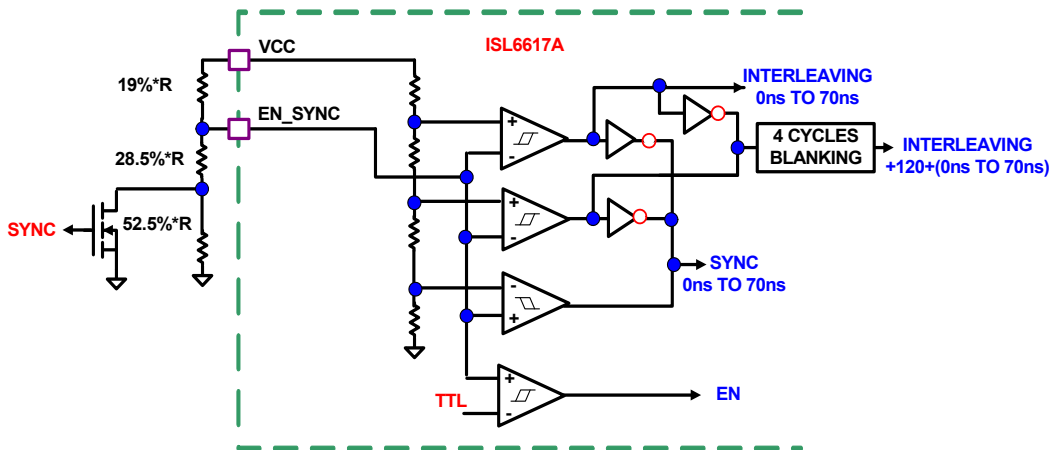 VCC
ISL6617A
19%*R
INTERLEAVING
0ns TO 70ns
EN_SYNC
+
-
4 CYCLES
BLANKING
INTERLEAVING
+120+(0ns TO 70ns)
28.5%*R
+
-
SYNC
52.5%*R
SYNC
0ns TO 70ns
-
+
+
-
TTL
EN